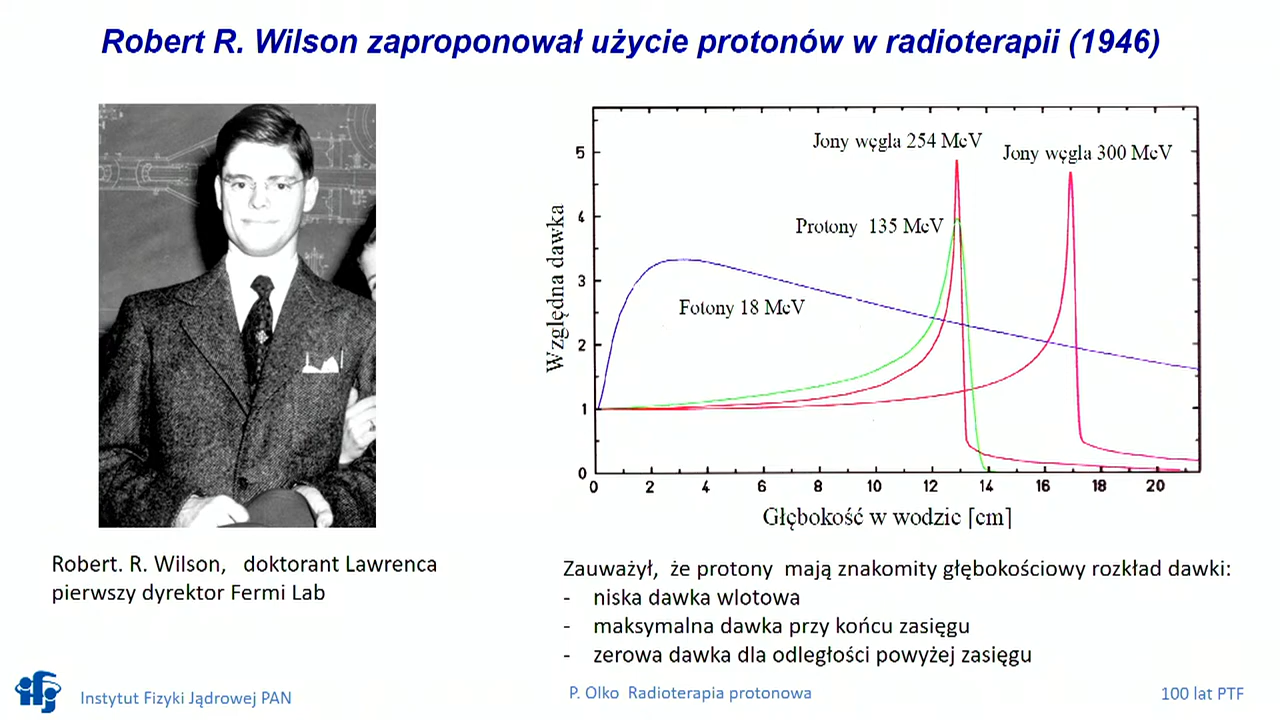 Robert R. Wilson zaproponował użycie protonów w radioterapii (1946)
Jony węgla 254 MeV
Jony węgla 300 MeV
Protony 135 MeV
Fotony 18 MeV
Względna dawka
5
4
3
2
1
0
0 2 4 6 8 10 12 14 16 18 20
Głębokość w wodzie [cm]
Robert. R. Wilson, doktorant Lawrenca
pierwszy dyrektor Fermi Lab
Zauważył, że protony mają znakomity głębokościowy rozkład dawki:
- niska dawka wlotowa
- maksymalna dawka przy końcu zasięgu
- zerowa dawka dla odległości powyżej zasięgu
ifj
Instytut Fizyki Jądrowej PAN
P. Olko Radioterapia protonowa
100 lat PTF